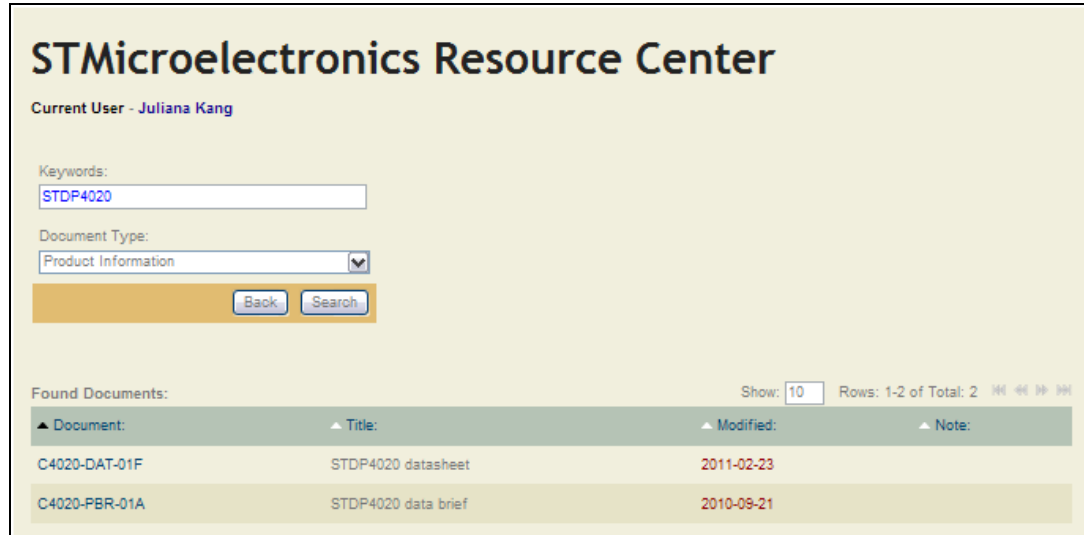 STMicroelectronics Resource Center
Current User - Juliana Kang
Keywords:
STDP4020
Document Type:
Product Information
Back Search
Found Documents: Show: 10 Rows: 1-2 of Total: 2
Document: Title: Modified: Note:
C4020-DAT-01F STDP4020 datasheet 2011-02-23
C4020-PBR-01A STDP4020 data brief 2010-09-21